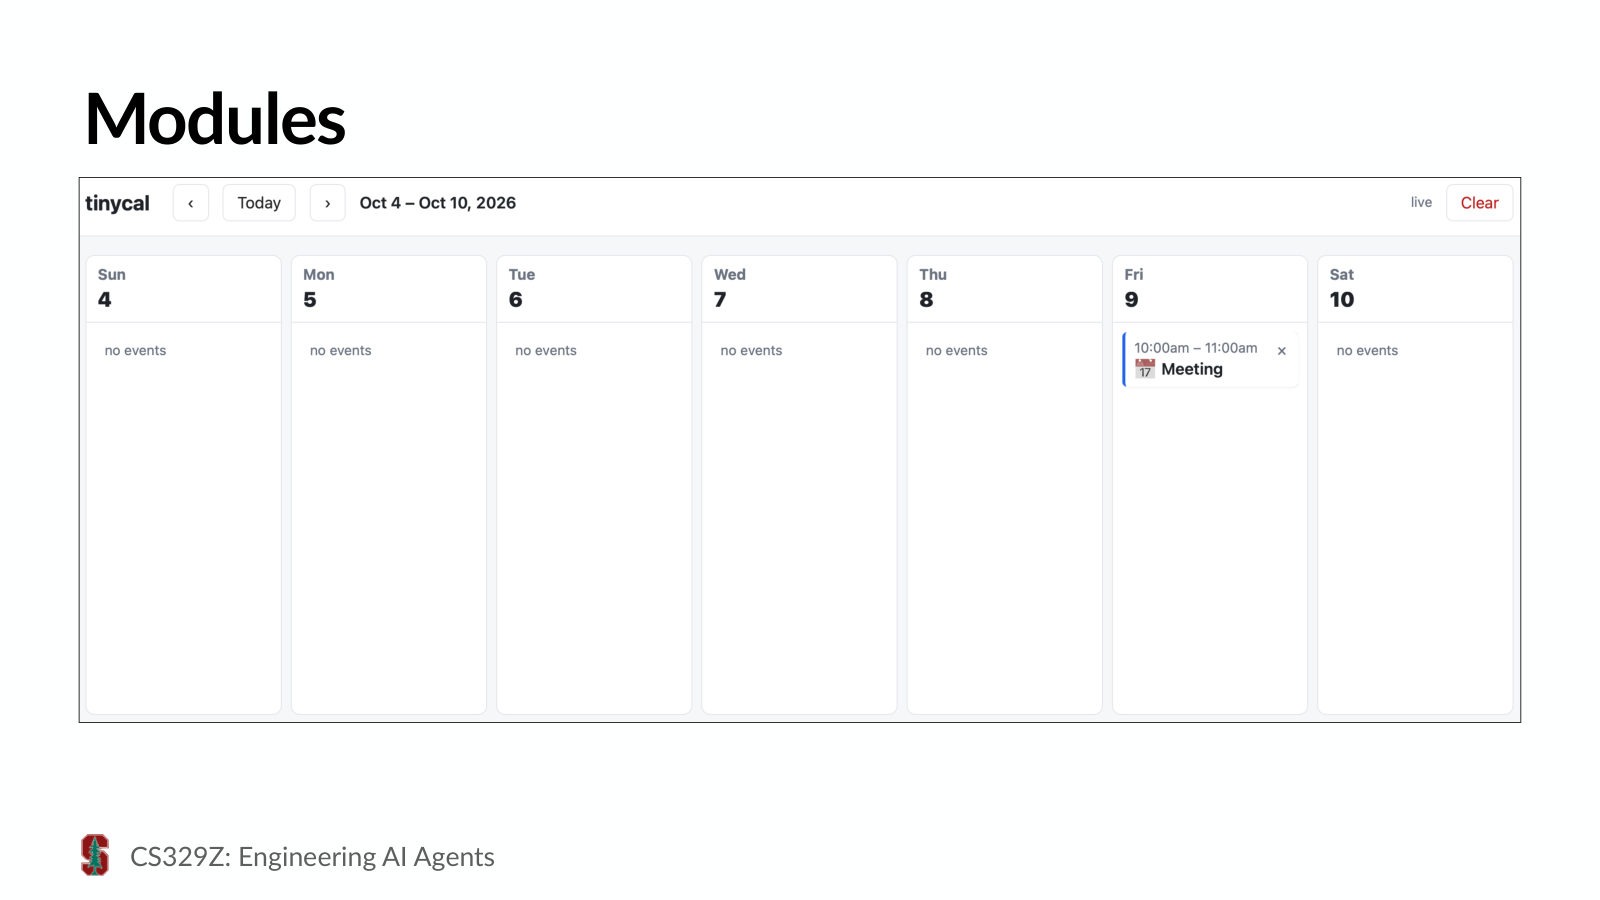 Modules
tinycal ‹ Today › Oct 4 – Oct 10, 2026 live Clear
Sun Mon Tue Wed Thu Fri Sat
4 5 6 7 8 9 10
no events no events no events no events no events 10:00am – 11:00am × no events
17 Meeting
CS329Z: Engineering AI Agents